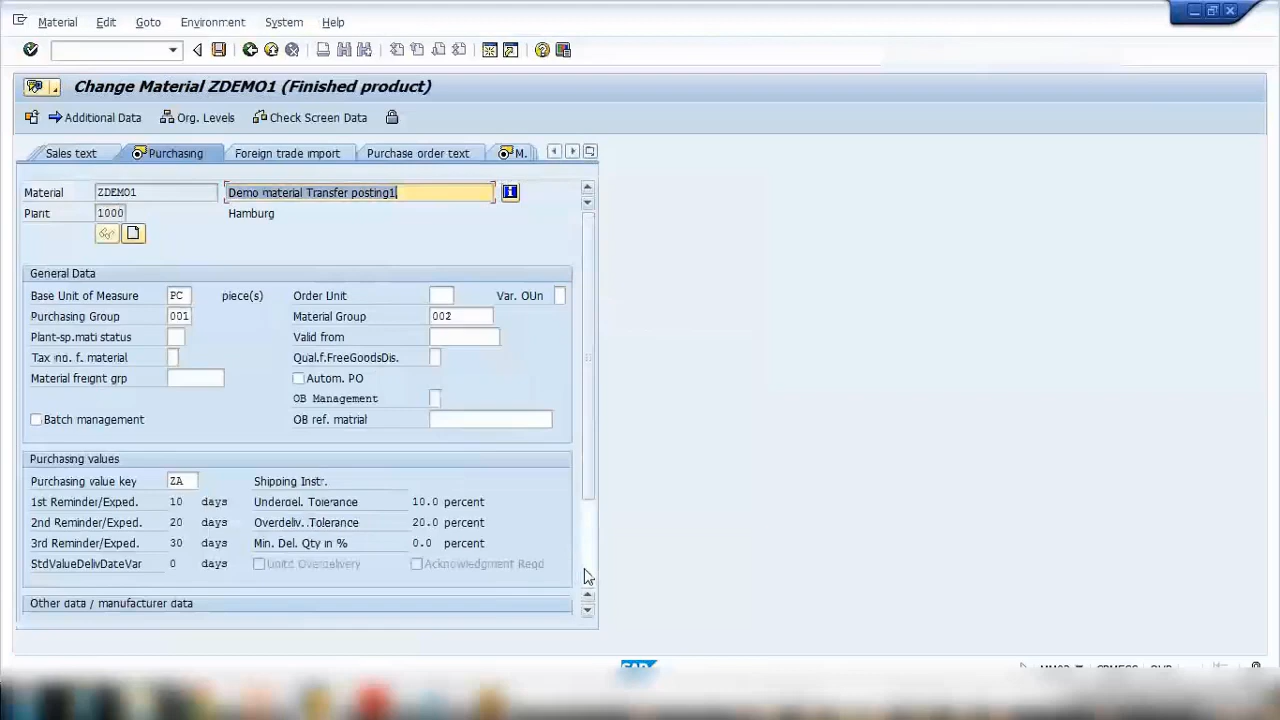 Material Edit Goto Environment System Help
Change Material ZDEMO1 (Finished product)
Additional Data Org. Levels Check Screen Data
Sales text Purchasing Foreign trade import Purchase order text M.
Material ZDEMO1 Demo material Transfer posting1
Plant 1000 Hamburg
General Data
Base Unit of Measure PC piece(s) Order Unit Var. OUn
Purchasing Group 001 Material Group 002
Plant-sp.matl status Valid from
Tax ind. f. material Qual.f.FreeGoodsDis.
Material freight grp Autom. PO
OB Management
Batch management OB ref. matrial
Purchasing values
Purchasing value key ZA Shipping Instr.
1st Reminder/Exped. 10 days Underdel. Tolerance 10.0 percent
2nd Reminder/Exped. 20 days Overdeliv. Tolerance 20.0 percent
3rd Reminder/Exped. 30 days Min. Del. Qty in % 0.0 percent
StdValueDelivDateVar 0 days Unltd Overdelivery Acknowledgment Reqd
Other data / manufacturer data
SAP